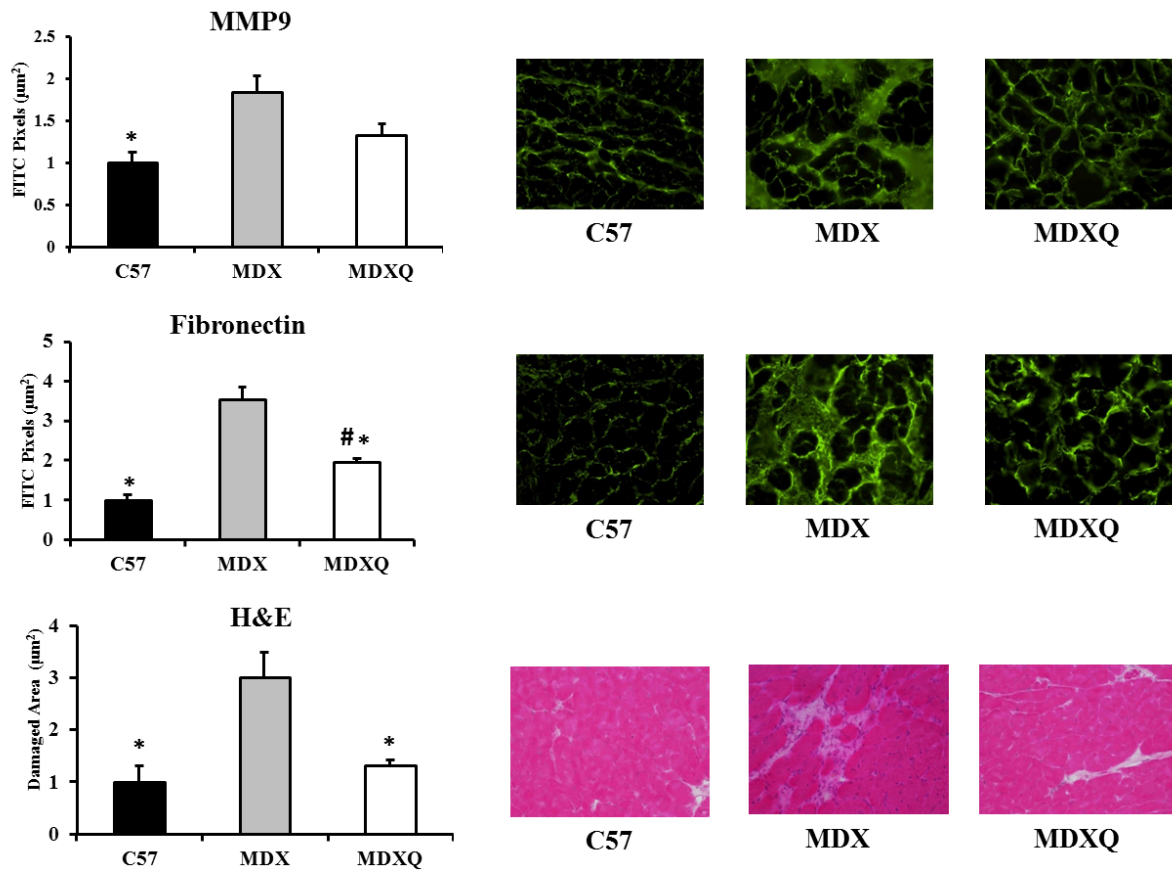 MMP9
FITC Pixels (µm²)
2.5
2
1.5
1
0.5
0
*
C57
MDX
MDXQ
C57
MDX
MDXQ
Fibronectin
FITC Pixels (µm²)
5
4
3
2
1
0
*
# *
C57
MDX
MDXQ
C57
MDX
MDXQ
H&E
Damaged Area (µm²)
4
3
2
1
0
*
*
C57
MDX
MDXQ
C57
MDX
MDXQ